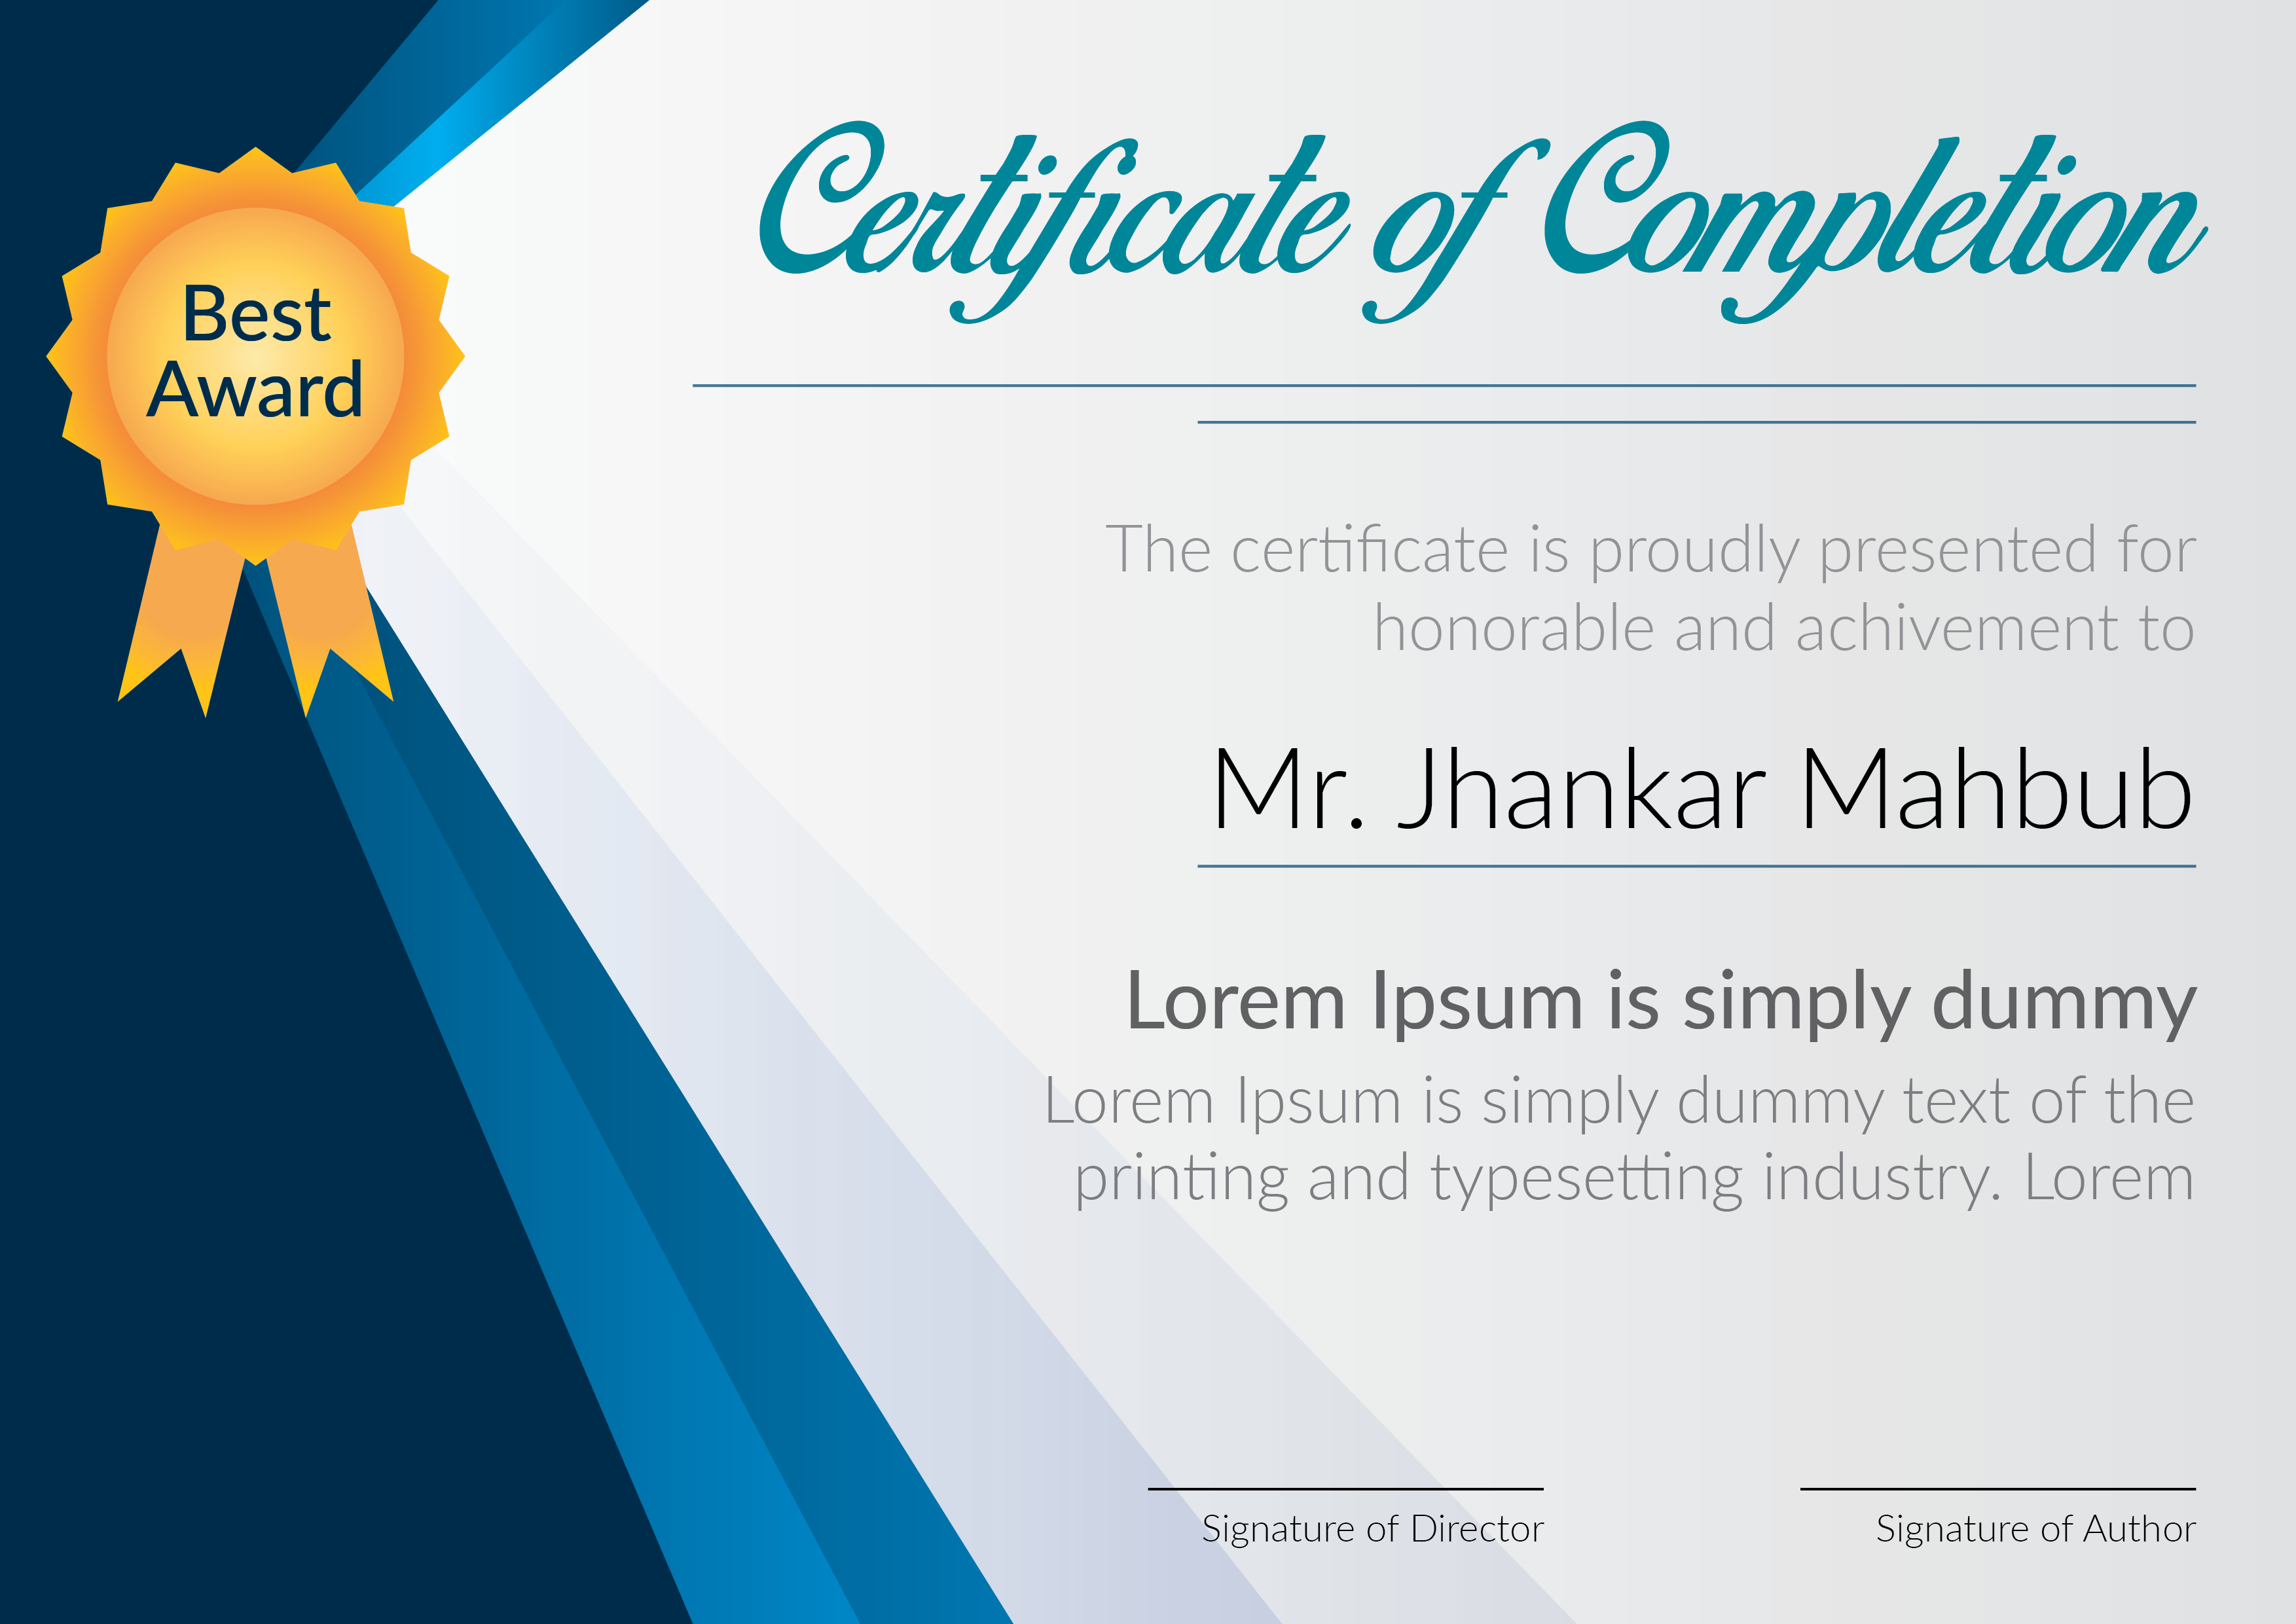 Certificate of Completion
Best
Award
The certificate is proudly presented for
honorable and achivement to
Mr. Jhankar Mahbub
Lorem Ipsum is simply dummy
Lorem Ipsum is simply dummy text of the
printing and typesetting industry. Lorem
Signature of Director
Signature of Author